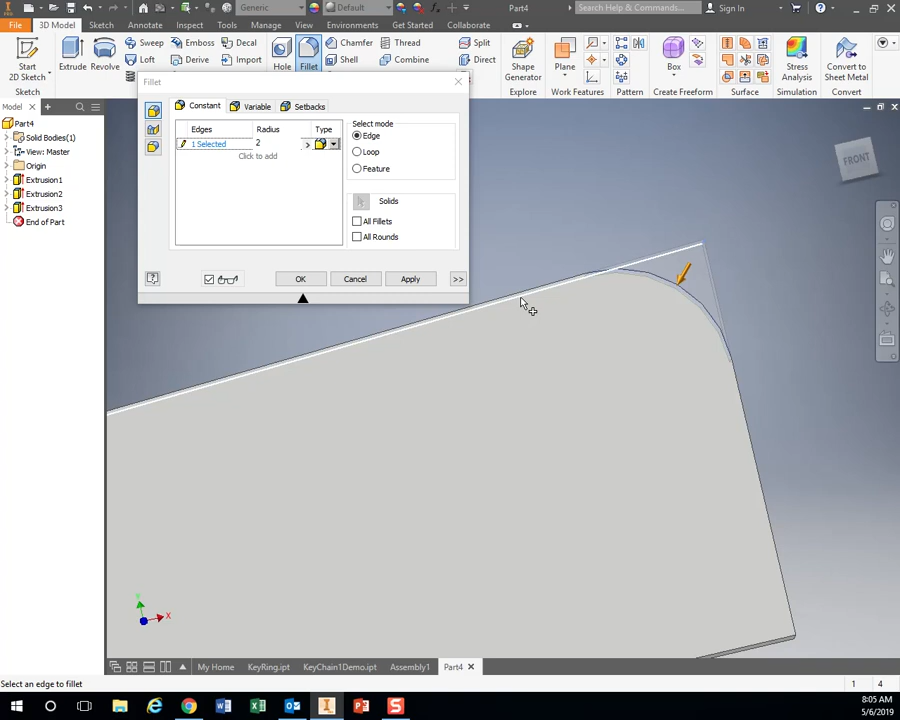 PRO
Generic
Default
Part4
Search Help & Commands...
Sign In
File
3D Model
Sketch
Annotate
Inspect
Tools
Manage
View
Environments
Get Started
Collaborate
Start
2D Sketch
Extrude
Revolve
Sweep
Emboss
Decal
Loft
Derive
Import
Hole
Fillet
Chamfer
Thread
Split
Shell
Combine
Direct
Shape
Generator
Plane
Box
Stress
Analysis
Convert to
Sheet Metal
Explore
Work Features
Pattern
Create Freeform
Surface
Simulation
Convert
Model
Part4
Solid Bodies(1)
View: Master
Origin
Extrusion1
Extrusion2
Extrusion3
End of Part
Fillet
Constant
Variable
Setbacks
Edges
Radius
Type
1 Selected
2
Click to add
Select mode
Edge
Loop
Feature
Solids
All Fillets
All Rounds
OK
Cancel
Apply
>>
FRONT
Y
X
My Home
KeyRing.ipt
KeyChain1Demo.ipt
Assembly1
Part4
Select an edge to fillet
1
4
8:05 AM
5/6/2019